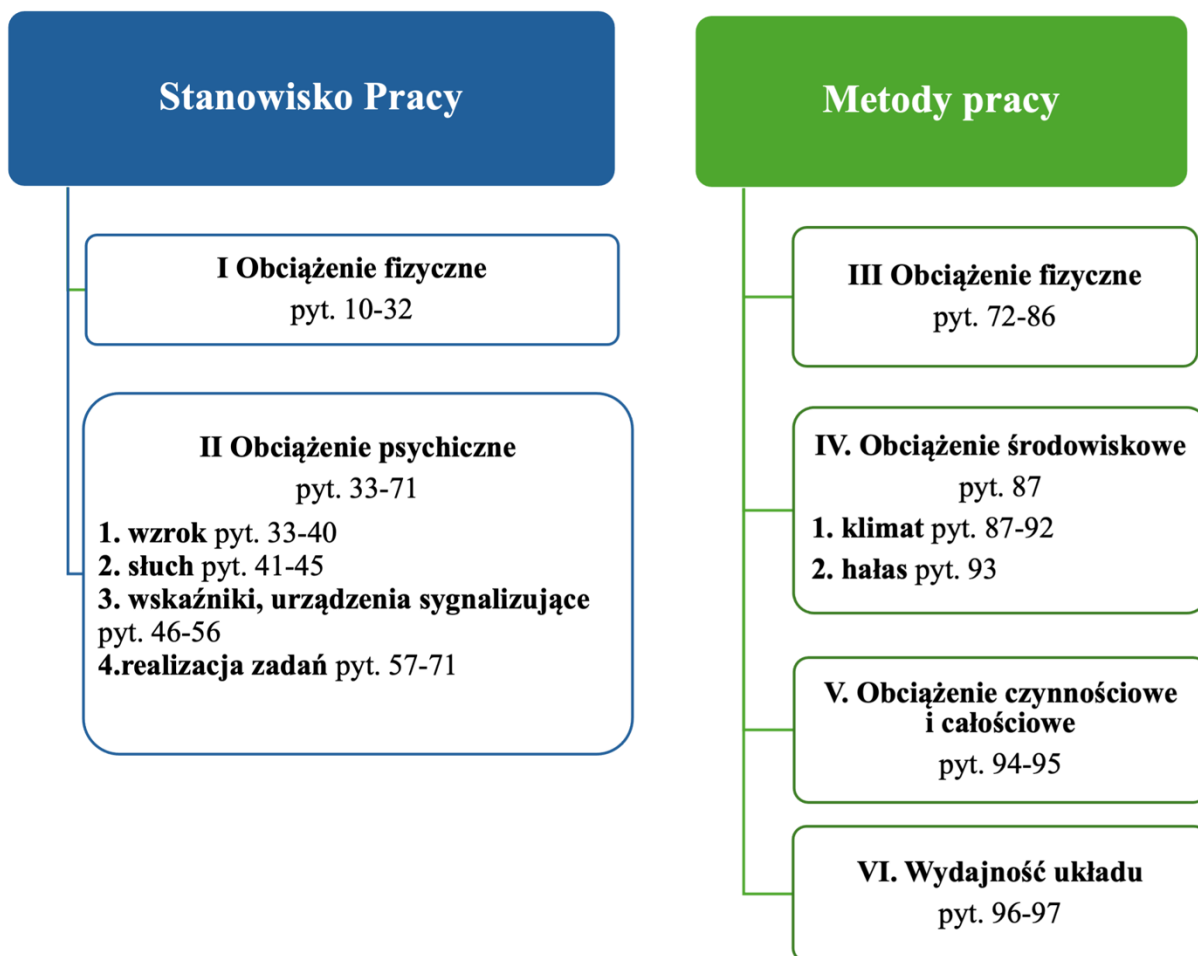 Stanowisko Pracy
I Obciążenie fizyczne
pyt. 10-32
II Obciążenie psychiczne
pyt. 33-71
1. wzrok pyt. 33-40
2. słuch pyt. 41-45
3. wskaźniki, urządzenia sygnalizujące
pyt. 46-56
4.realizacja zadań pyt. 57-71
Metody pracy
III Obciążenie fizyczne
pyt. 72-86
IV. Obciążenie środowiskowe
pyt. 87
1. klimat pyt. 87-92
2. hałas pyt. 93
V. Obciążenie czynnościowe
i całościowe
pyt. 94-95
VI. Wydajność układu
pyt. 96-97